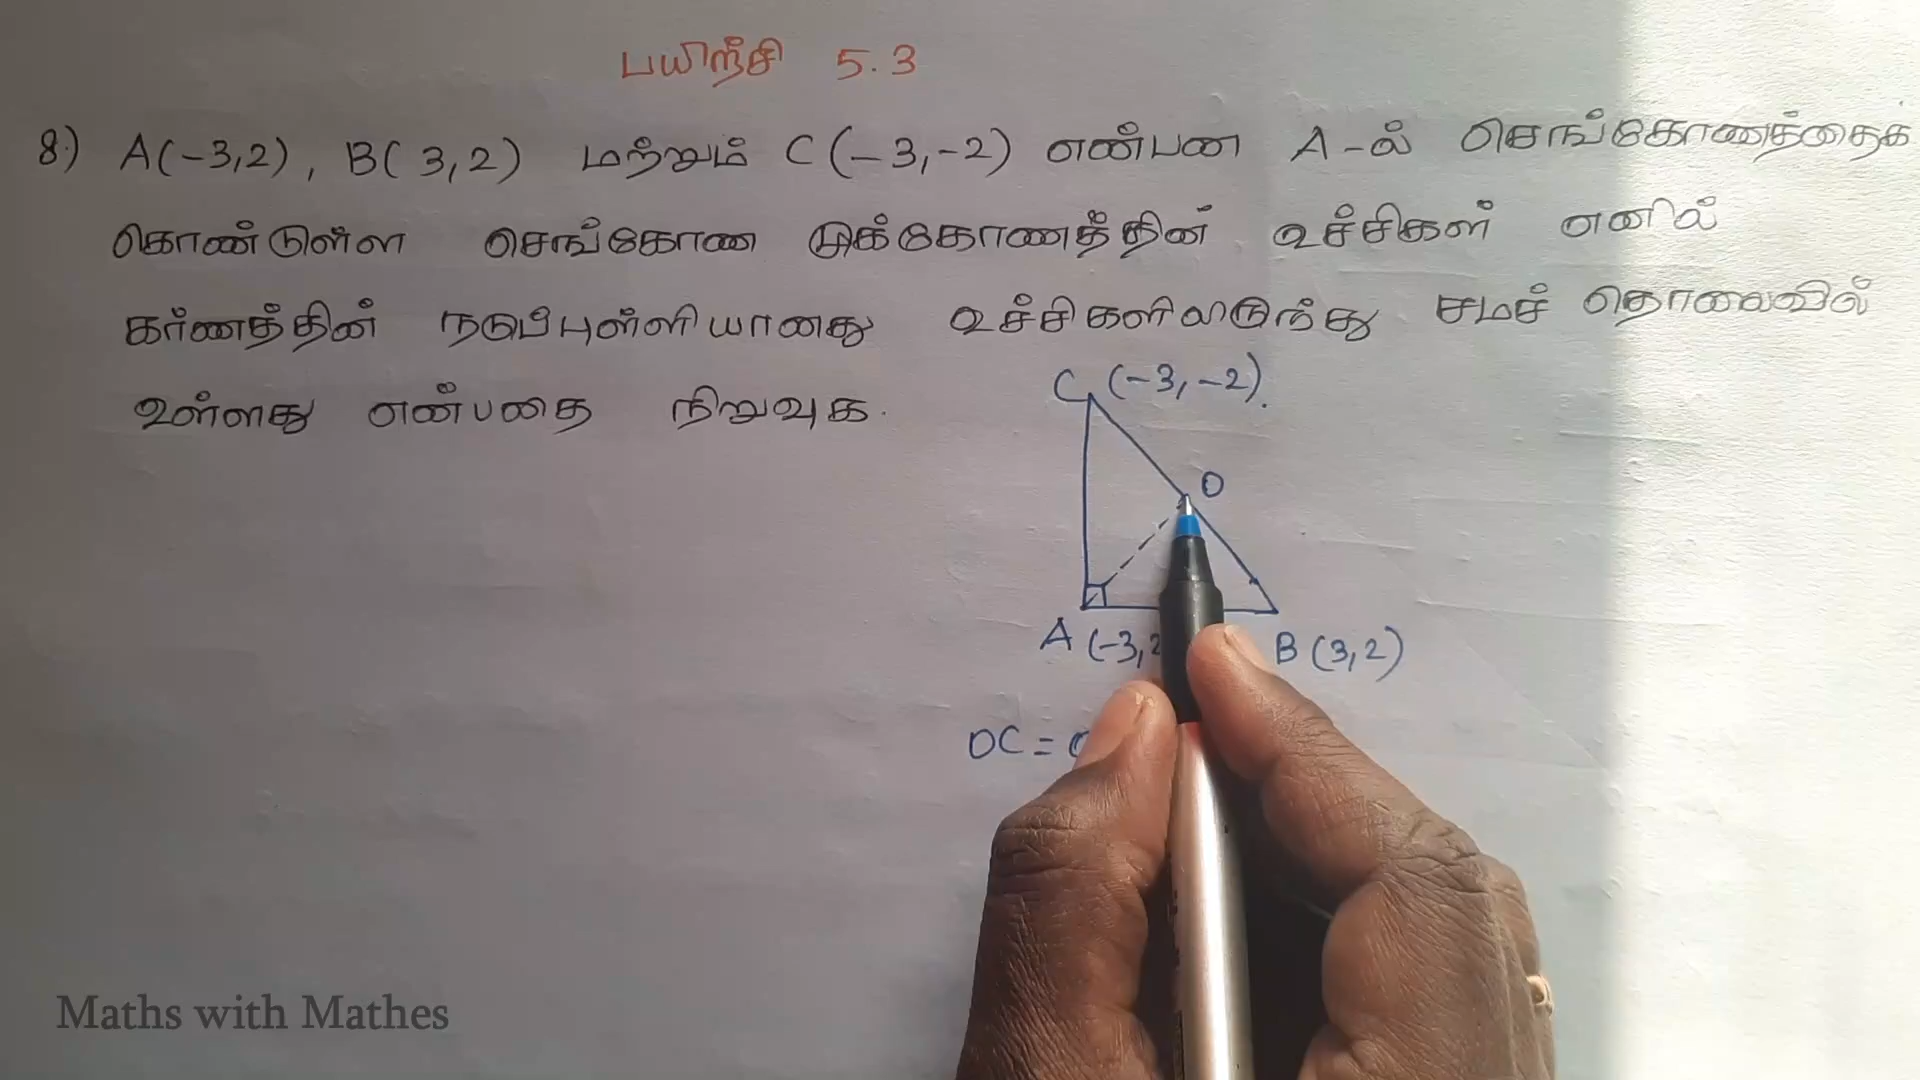 பயிற்சி 5.3
8) A(-3,2), B(3,2) மற்றும் C(-3,-2) என்பன A-ல் செங்கோணத்தைக்
கொண்டுள்ள செங்கோண முக்கோணத்தின் உச்சிகள் எனில்
கர்ணத்தின் நடுப்புள்ளியானது உச்சிகளிலிருந்து சமச் தொலைவில்
உள்ளது என்பதை நிறுவுக.
C (-3,-2).
O
A (-3,2
B (3,2)
OC =
Maths with Mathes